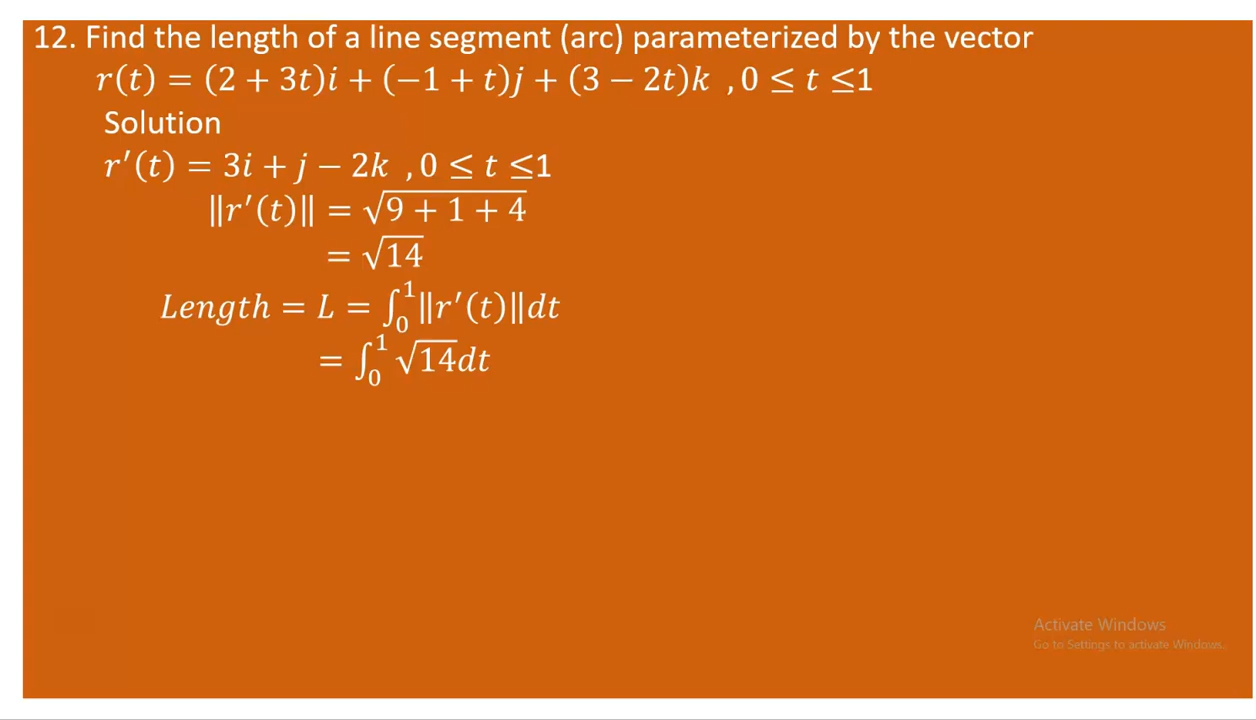 12. Find the length of a line segment (arc) parameterized by the vector
r(t) = (2 + 3t)i + (−1 + t)j + (3 − 2t)k , 0 ≤ t ≤1
Solution
r′(t) = 3i + j − 2k , 0 ≤ t ≤1
‖r′(t)‖ = √(9 + 1 + 4)
= √14
Length = L = ∫₀¹‖r′(t)‖dt
= ∫₀¹ √14dt
Activate Windows
Go to Settings to activate Windows.